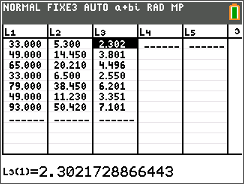 NORMAL FIX3 AUTO a+bi RAD MP
L1 L2 L3 L4 L5 3
33.000 5.300 2.302 ------ ------
49.000 14.450 3.801
65.000 20.210 4.496
33.000 6.500 2.550
79.000 38.450 6.201
49.000 11.230 3.351
93.000 50.420 7.101
------ ------ ------
L3(1)=2.3021728866443